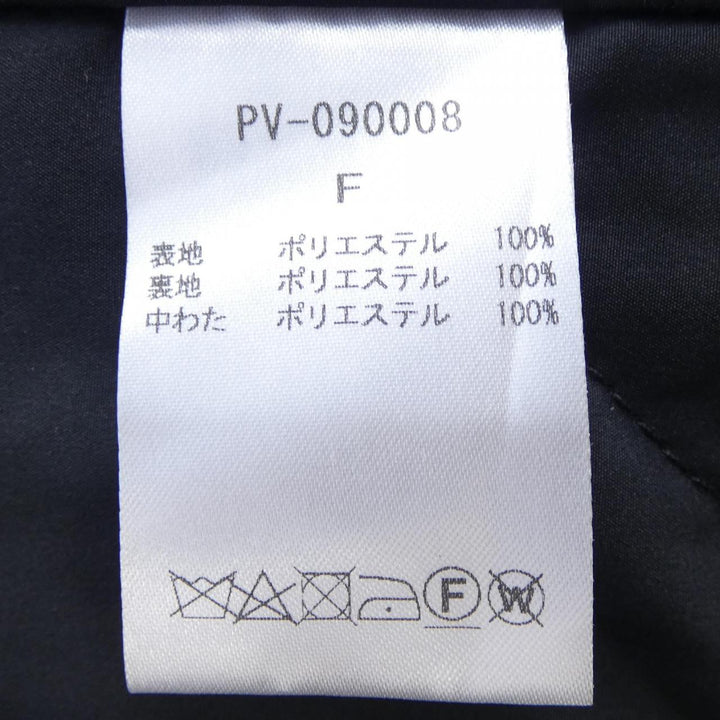 PV-090008
F
表地 ポリエステル 100%
裏地 ポリエステル 100%
中わた ポリエステル 100%
F W